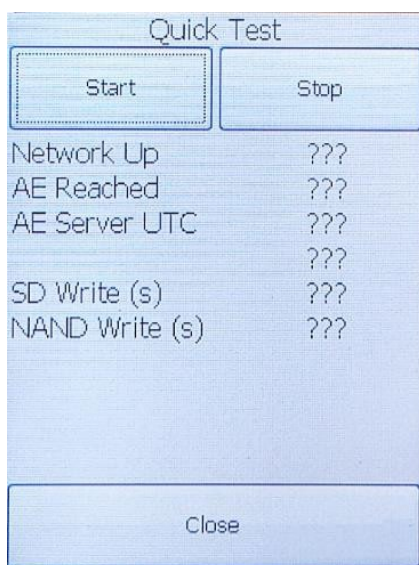 Quick Test
Start Stop
Network Up ???
AE Reached ???
AE Server UTC ???
???
SD Write (s) ???
NAND Write (s) ???
Close